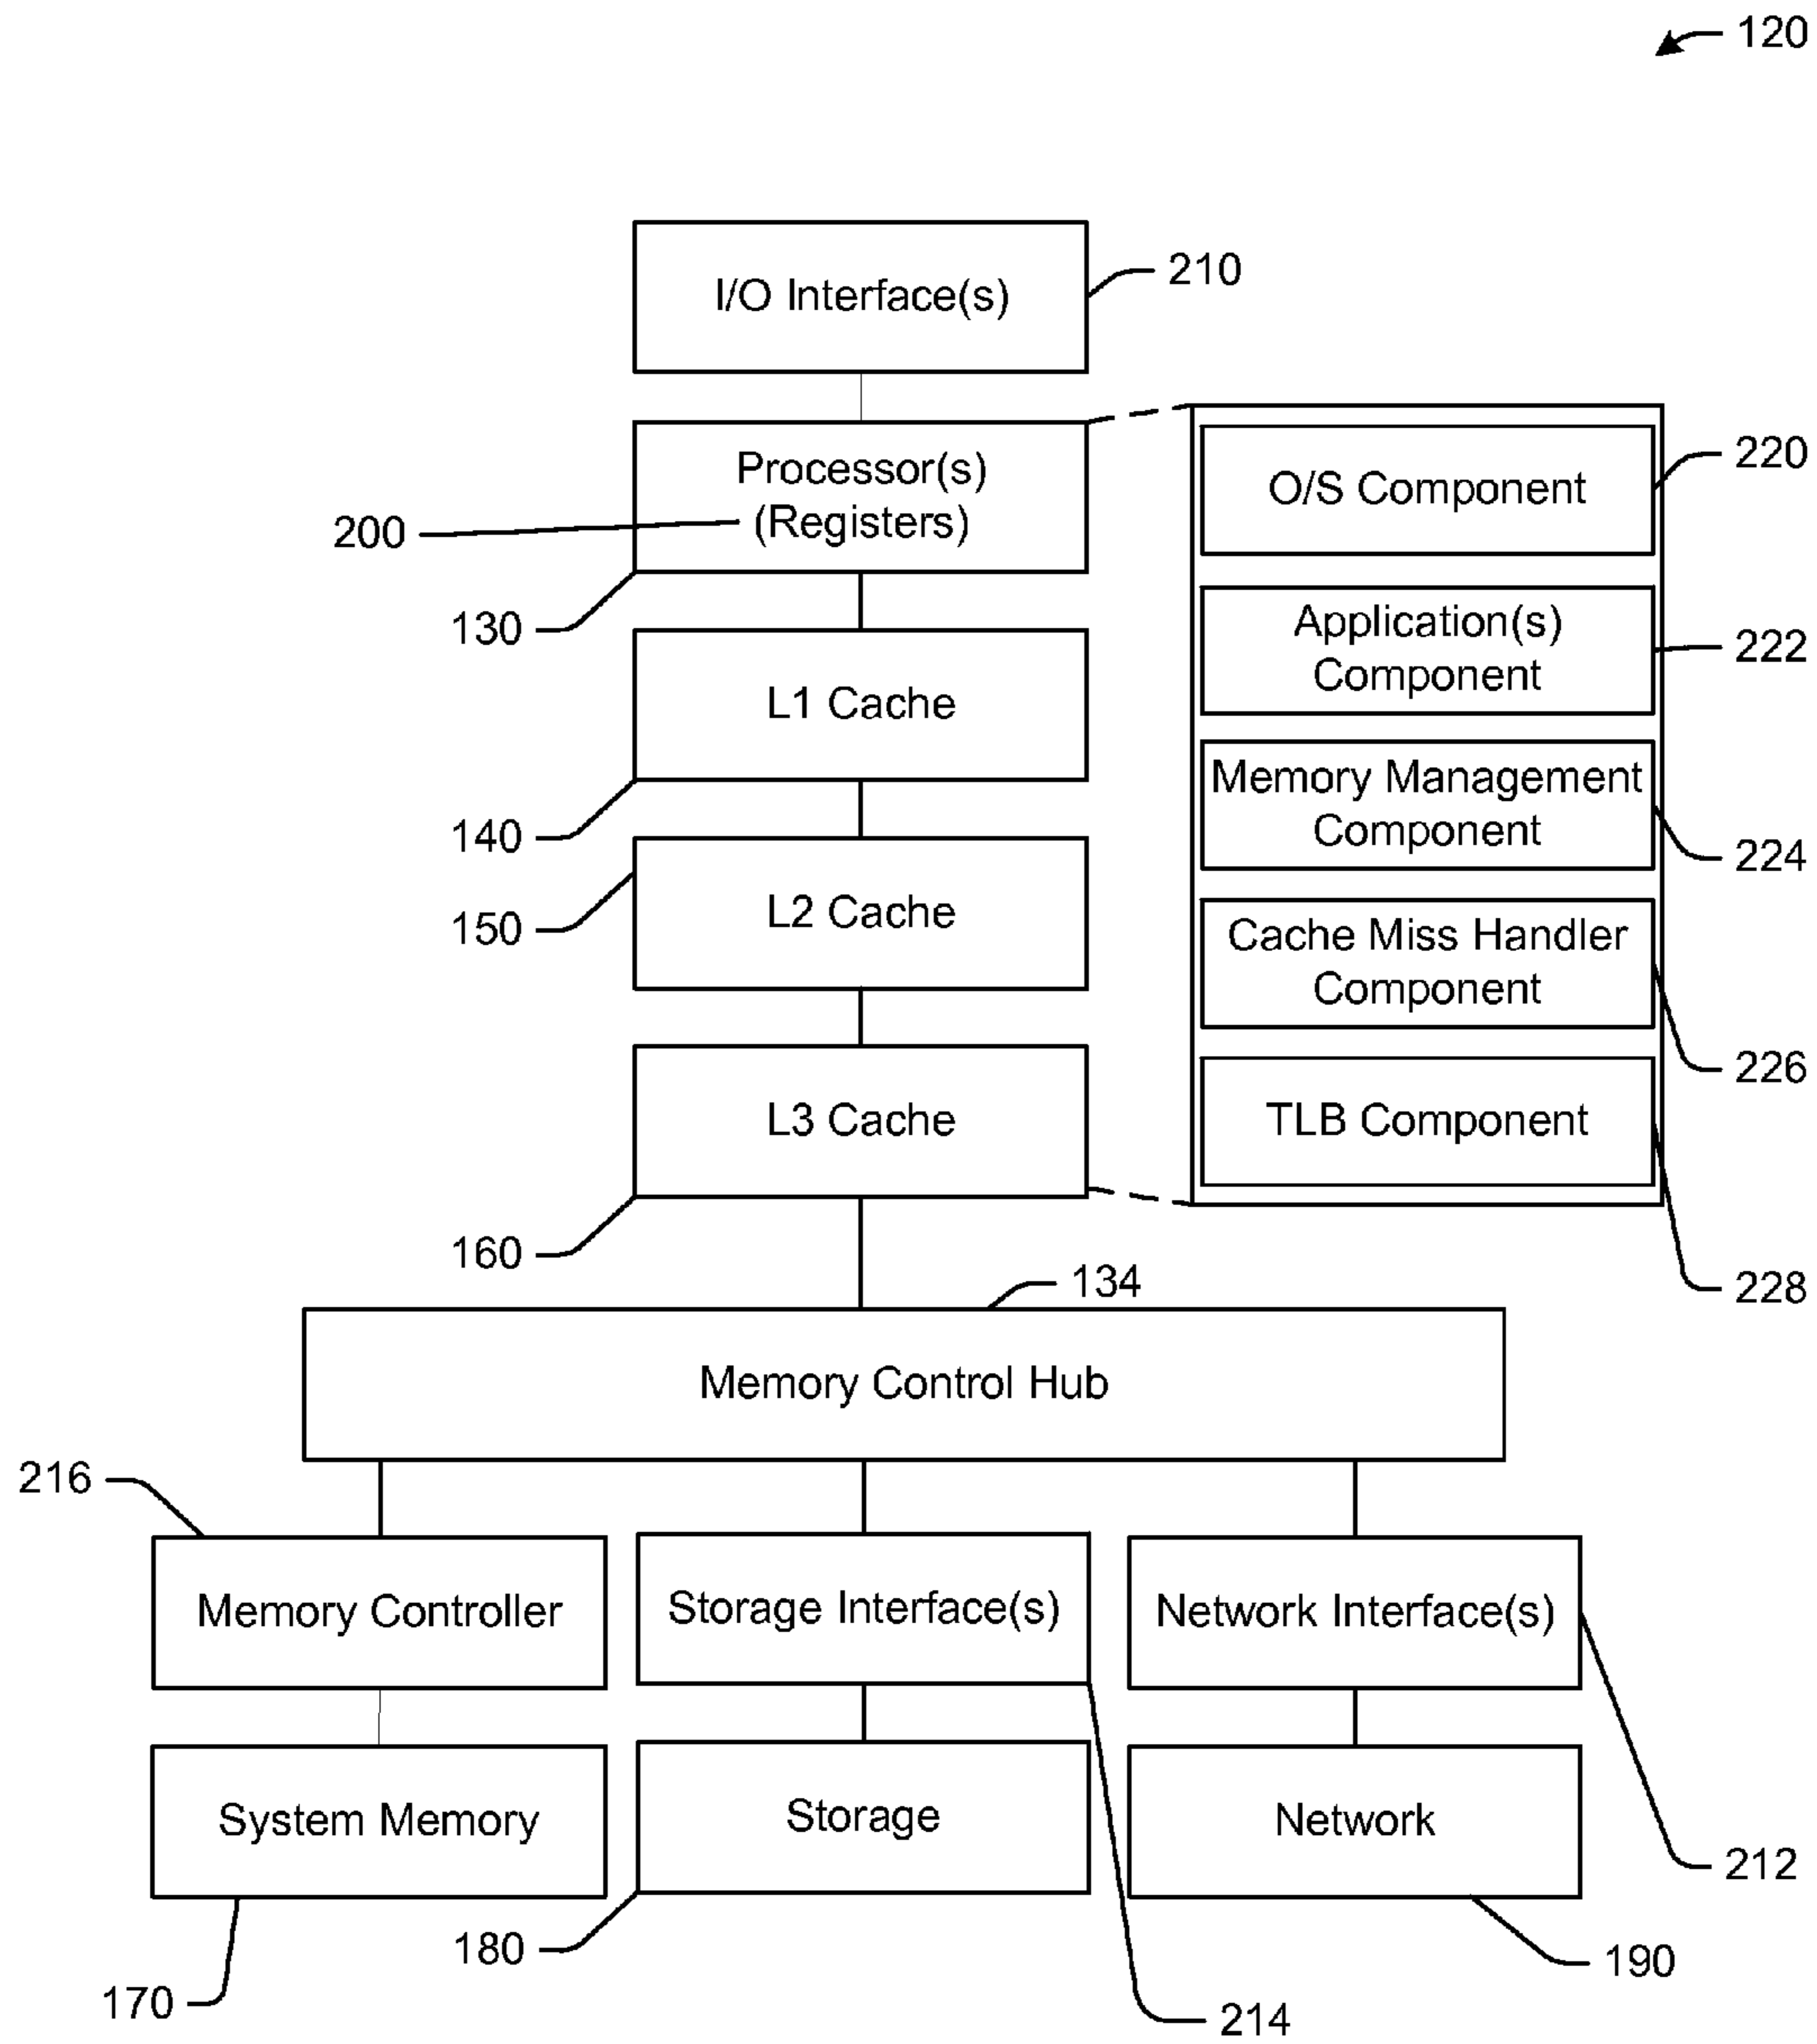 120
I/O Interface(s)
210
Processor(s)
(Registers)
200
130
O/S Component
220
Application(s)
Component
222
L1 Cache
140
Memory Management
Component
224
L2 Cache
150
Cache Miss Handler
Component
226
L3 Cache
160
TLB Component
228
134
Memory Control Hub
216
Memory Controller
Storage Interface(s)
Network Interface(s)
212
System Memory
Storage
Network
170
180
214
190